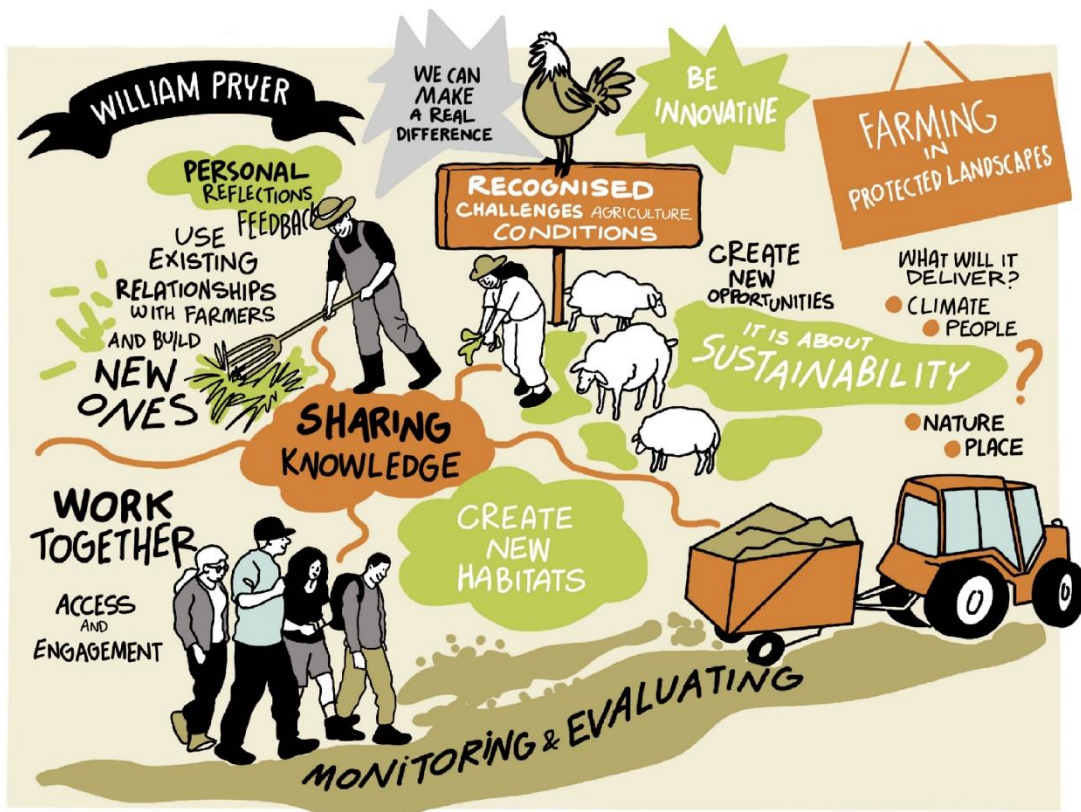 WILLIAM PRYER
WE CAN
MAKE
A REAL
DIFFERENCE
BE
INNOVATIVE
FARMING
IN
PROTECTED LANDSCAPES
PERSONAL
REFLECTIONS
FEEDBACK
RECOGNISED
CHALLENGES AGRICULTURE
CONDITIONS
USE
EXISTING
RELATIONSHIPS
WITH FARMERS
AND BUILD
NEW
ONES
CREATE
NEW
OPPORTUNITIES
WHAT WILL IT
DELIVER?
CLIMATE
PEOPLE
?
NATURE
PLACE
IT IS ABOUT
SUSTAINABILITY
SHARING
KNOWLEDGE
WORK
TOGETHER
ACCESS
AND
ENGAGEMENT
CREATE
NEW
HABITATS
MONITORING & EVALUATING